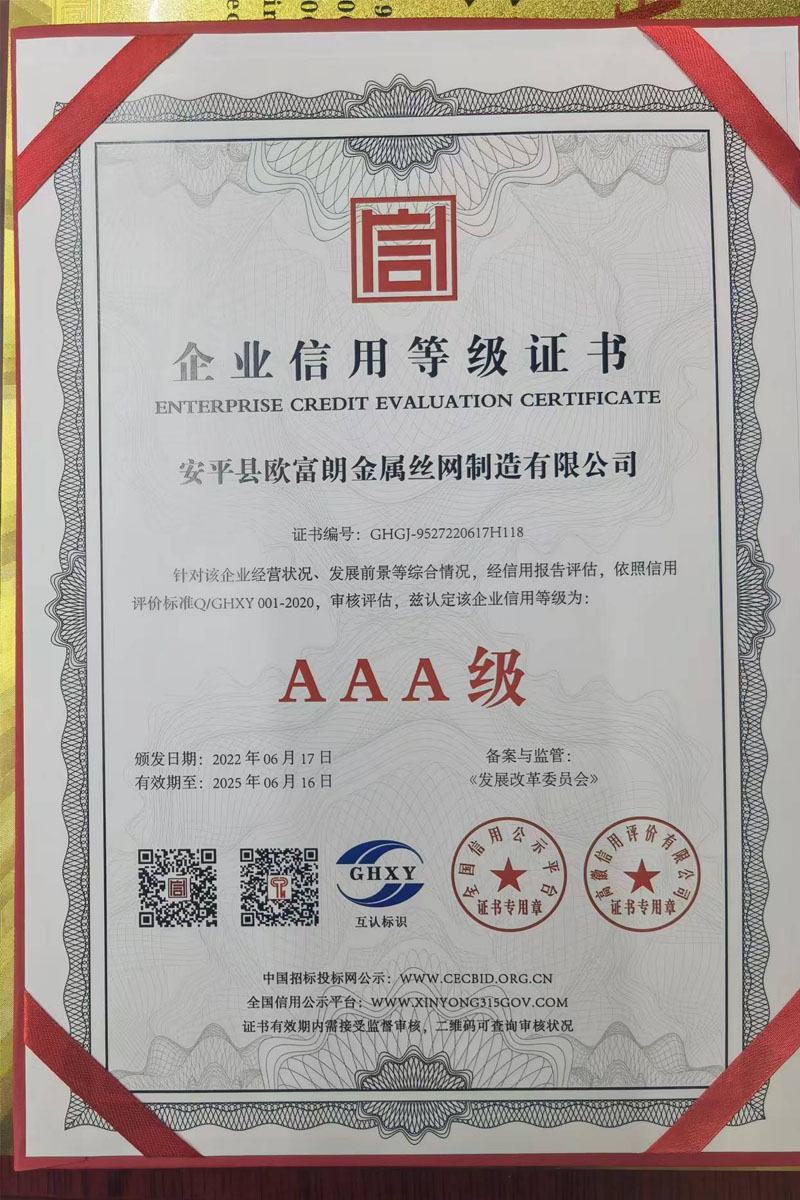 信
企业信用等级证书
ENTERPRISE CREDIT EVALUATION CERTIFICATE
安平县欧富朗金属丝网制造有限公司
证书编号：GHGJ-9527220617H118
针对该企业经营状况、发展前景等综合情况，经信用报告评估，依照信用
评价标准Q/GHXY 001-2020，审核评估，兹认定该企业信用等级为：
AAA级
颁发日期：2022年06月17日
有效期至：2025年06月16日
备案与监管：
《发展改革委员会》
GHXY
互认标识
全国信用公示平台
证书专用章
信用评价有限公司
证书专用章
中国招标投标网公示：WWW.CECBID.ORG.CN
全国信用公示平台：WWW.XINYONG315GOV.COM
证书有效期内需接受监督审核，二维码可查询审核状况